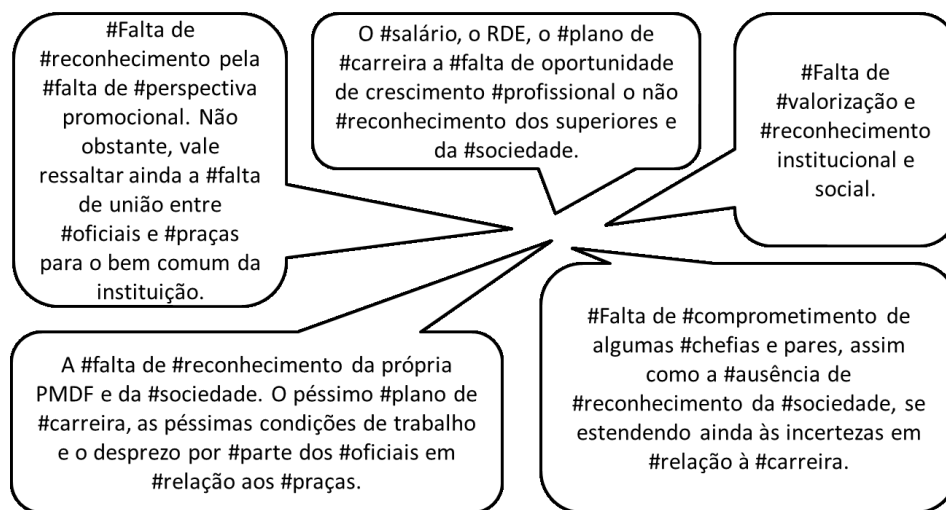 #Falta de
#reconhecimento pela
#falta de #perspectiva
promocional. Não
obstante, vale
ressaltar ainda a #falta
de união entre
#oficiais e #praças
para o bem comum da
instituição.
O #salário, o RDE, o #plano de
#carreira a #falta de oportunidade
de crescimento #profissional o não
#reconhecimento dos superiores e
da #sociedade.
#Falta de
#valorização e
#reconhecimento
institucional e
social.
A #falta de #reconhecimento da própria
PMDF e da #sociedade. O péssimo #plano de
#carreira, as péssimas condições de trabalho
e o desprezo por #parte dos #oficiais em
#relação aos #praças.
#Falta de #comprometimento de
algumas #chefias e pares, assim
como a #ausência de
#reconhecimento da #sociedade, se
estendendo ainda às incertezas em
#relação à #carreira.